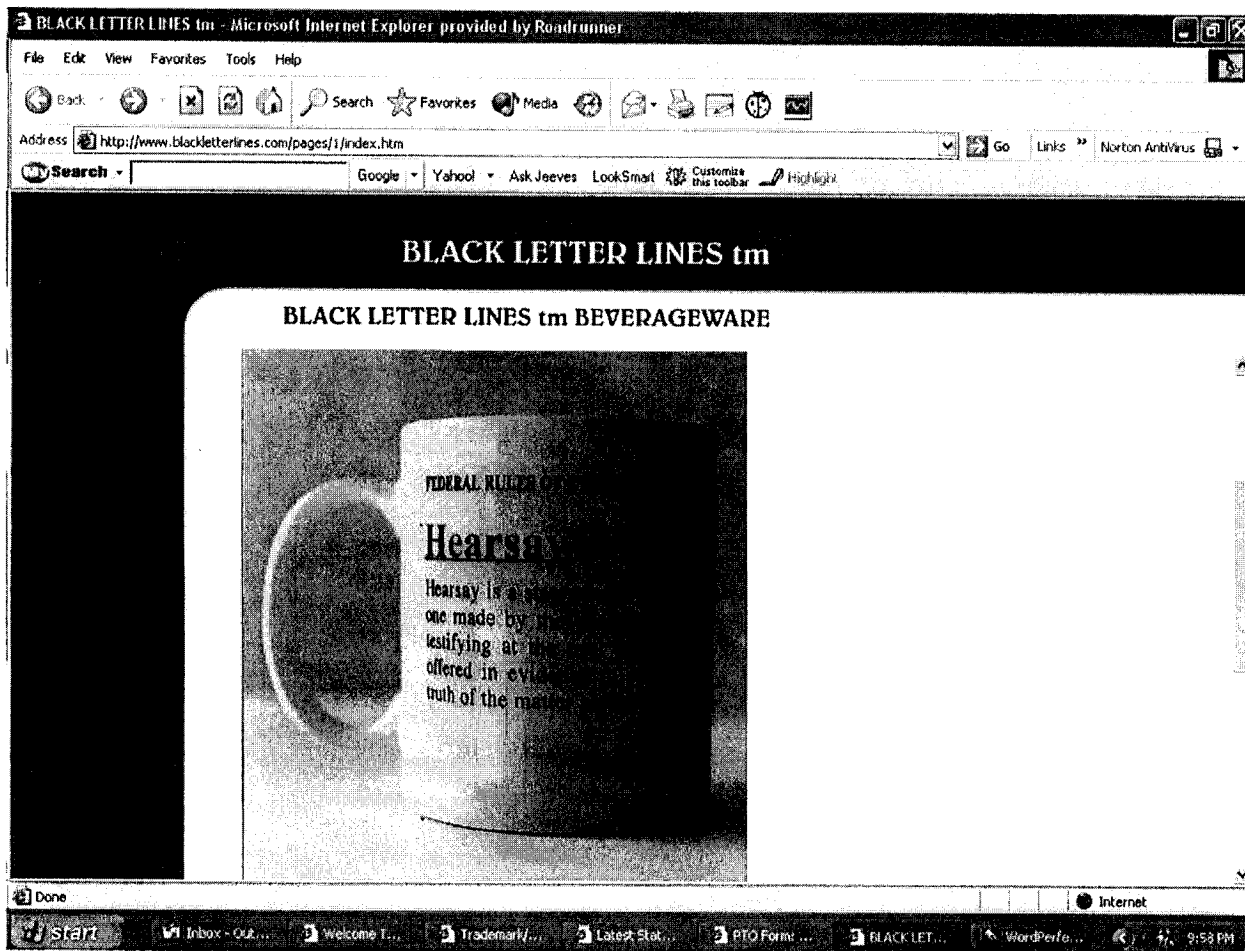 BLACK LETTER LINES tm - Microsoft Internet Explorer provided by Roadrunner
File Edit View Favorites Tools Help
Back Search Favorites Media
Address http://www.blackletterlines.com/pages/1/index.htm Go Links » Norton AntiVirus
Search Google Yahoo! Ask Jeeves LookSmart Customize this toolbar Highlight
BLACK LETTER LINES tm
BLACK LETTER LINES tm BEVERAGEWARE
FEDERAL RULES
Hearsay
Hearsay is a
one made by
testifying at the
offered in
truth of the
Done Internet
start Inbox - Out... Welcome T... Trademark/... Latest Stat... PTO Form: ... BLACK LET... WordPerfe... 9:53 PM